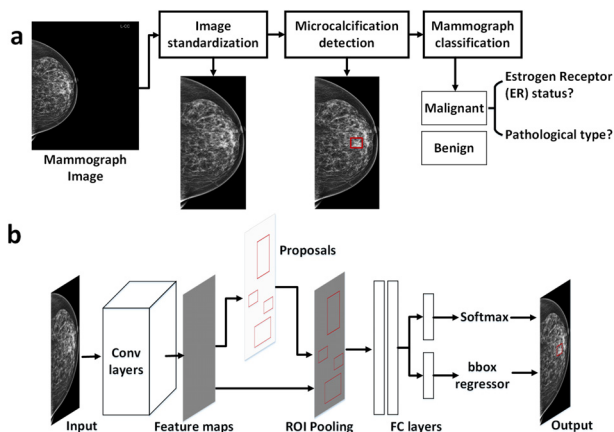 a
L-CC
Image
standardization
Microcalcification
detection
Mammograph
classification
Mammograph
Image
Malignant
Benign
Estrogen Receptor
(ER) status?
Pathological type?
b
Proposals
Conv
layers
Softmax
bbox
regressor
Input
Feature maps
ROI Pooling
FC layers
Output